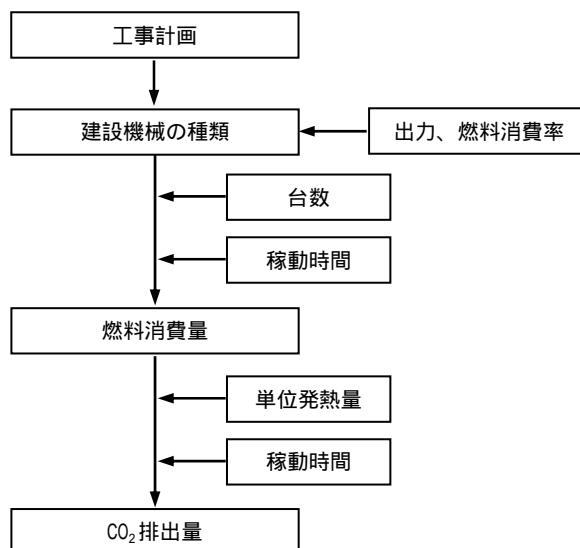 工事計画
建設機械の種類
出力、燃料消費率
台数
稼動時間
燃料消費量
単位発熱量
稼動時間
CO₂排出量